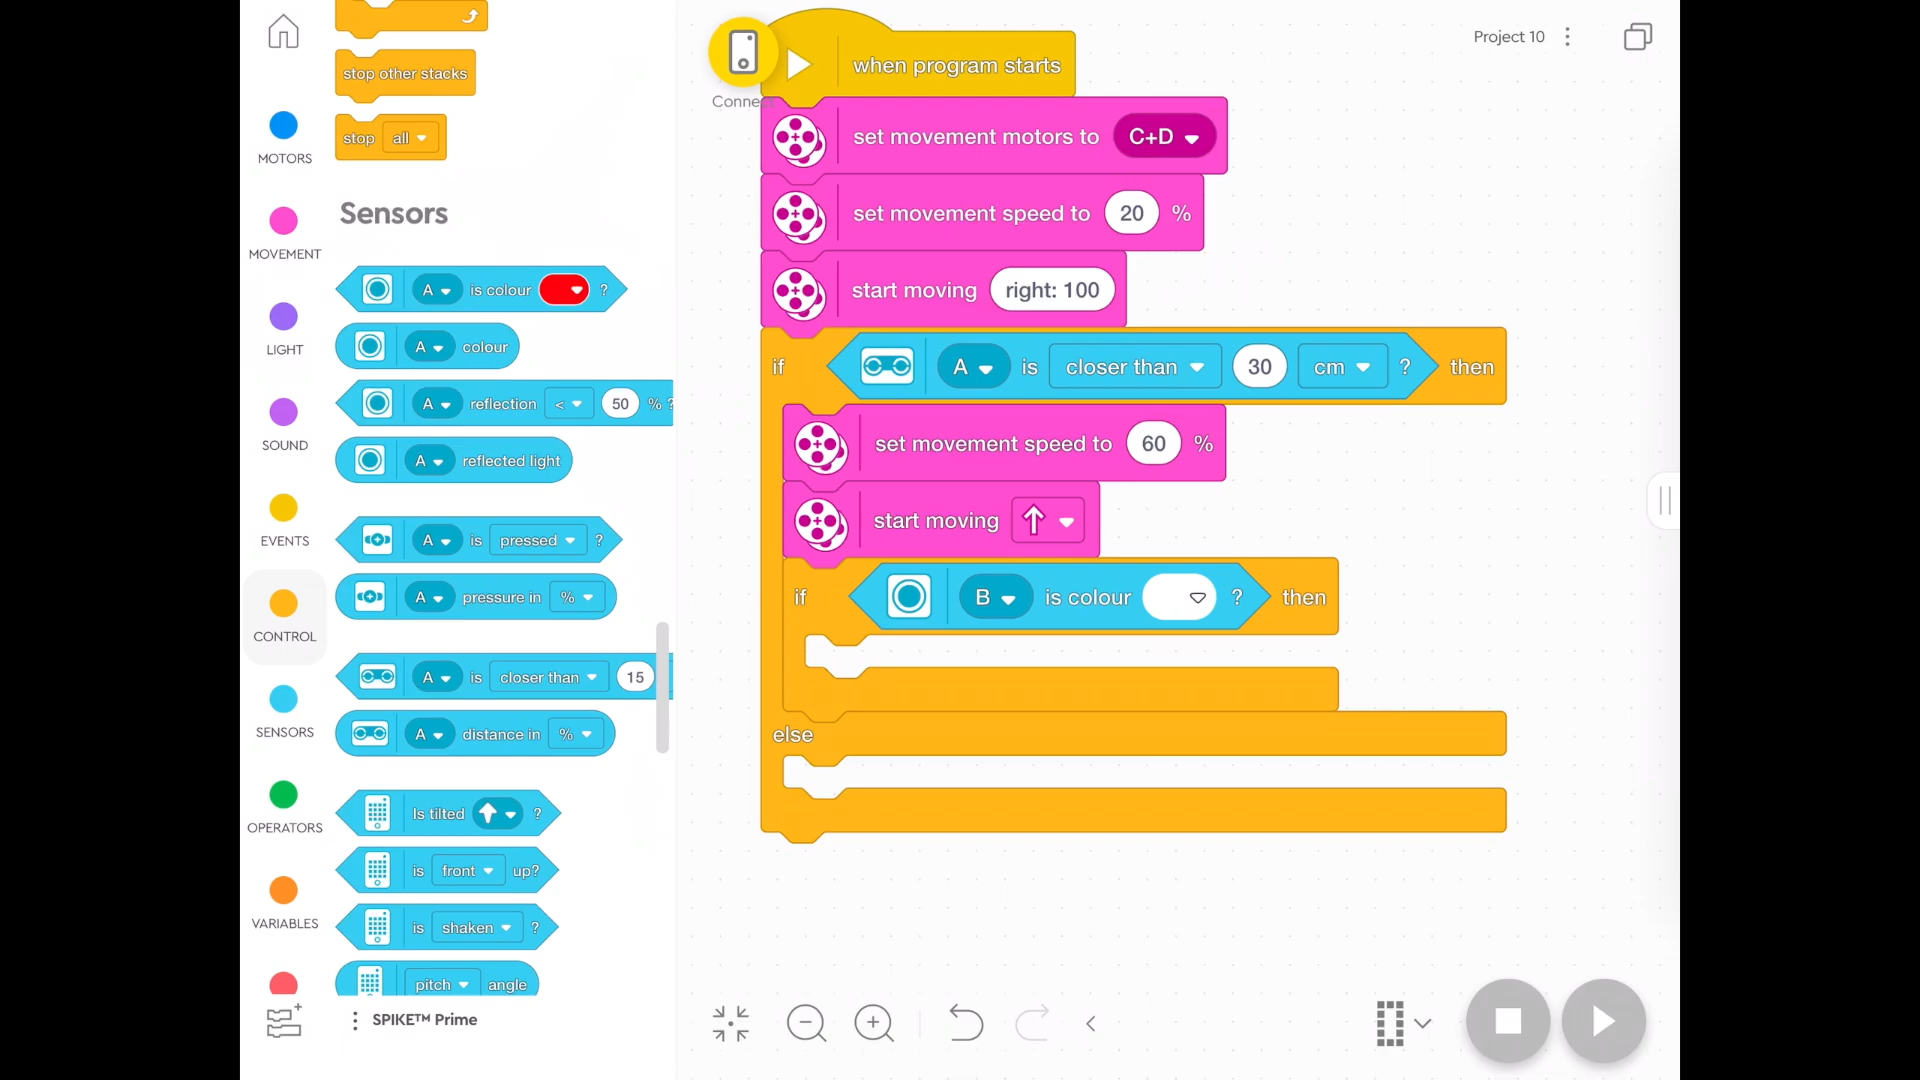 MOTORS
MOVEMENT
LIGHT
SOUND
EVENTS
CONTROL
SENSORS
OPERATORS
VARIABLES
stop other stacks
stop all
Sensors
A is colour ?
A colour
A reflection < 50 % ?
A reflected light
A is pressed ?
A pressure in %
A is closer than 15
A distance in %
Is tilted ?
is front up?
is shaken ?
pitch angle
SPIKE™ Prime
Connect
Project 10
when program starts
set movement motors to C+D
set movement speed to 20 %
start moving right: 100
if A is closer than 30 cm ? then
set movement speed to 60 %
start moving
if B is colour ? then
else